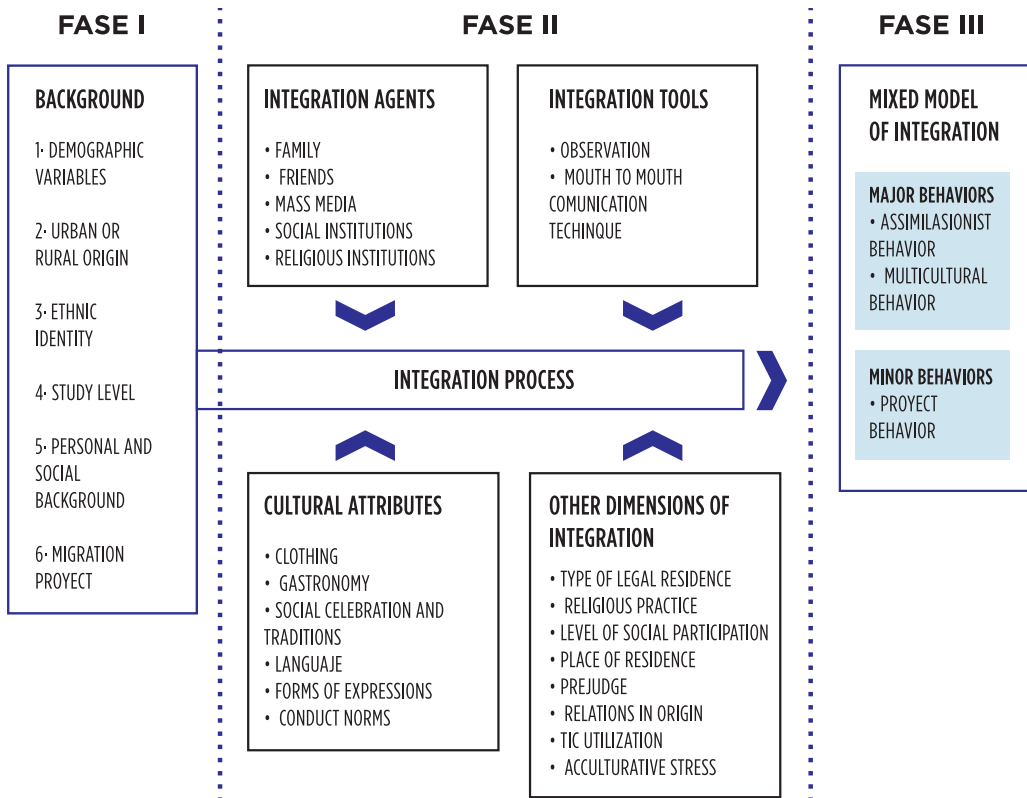 FASE I
FASE II
FASE III
BACKGROUND
1· DEMOGRAPHIC
VARIABLES
2· URBAN OR
RURAL ORIGIN
3· ETHNIC
IDENTITY
4· STUDY LEVEL
5· PERSONAL AND
SOCIAL
BACKGROUND
6· MIGRATION
PROYECT
INTEGRATION AGENTS
• FAMILY
• FRIENDS
• MASS MEDIA
• SOCIAL INSTITUTIONS
• RELIGIOUS INSTITUTIONS
INTEGRATION TOOLS
• OBSERVATION
• MOUTH TO MOUTH
COMUNICATION
TECHINQUE
INTEGRATION PROCESS
CULTURAL ATTRIBUTES
• CLOTHING
• GASTRONOMY
• SOCIAL CELEBRATION AND
TRADITIONS
• LANGUAJE
• FORMS OF EXPRESSIONS
• CONDUCT NORMS
OTHER DIMENSIONS OF
INTEGRATION
• TYPE OF LEGAL RESIDENCE
• RELIGIOUS PRACTICE
• LEVEL OF SOCIAL PARTICIPATION
• PLACE OF RESIDENCE
• PREJUDGE
• RELATIONS IN ORIGIN
• TIC UTILIZATION
• ACCULTURATIVE STRESS
MIXED MODEL
OF INTEGRATION
MAJOR BEHAVIORS
• ASSIMILASIONIST
BEHAVIOR
• MULTICULTURAL
BEHAVIOR
MINOR BEHAVIORS
• PROYECT
BEHAVIOR